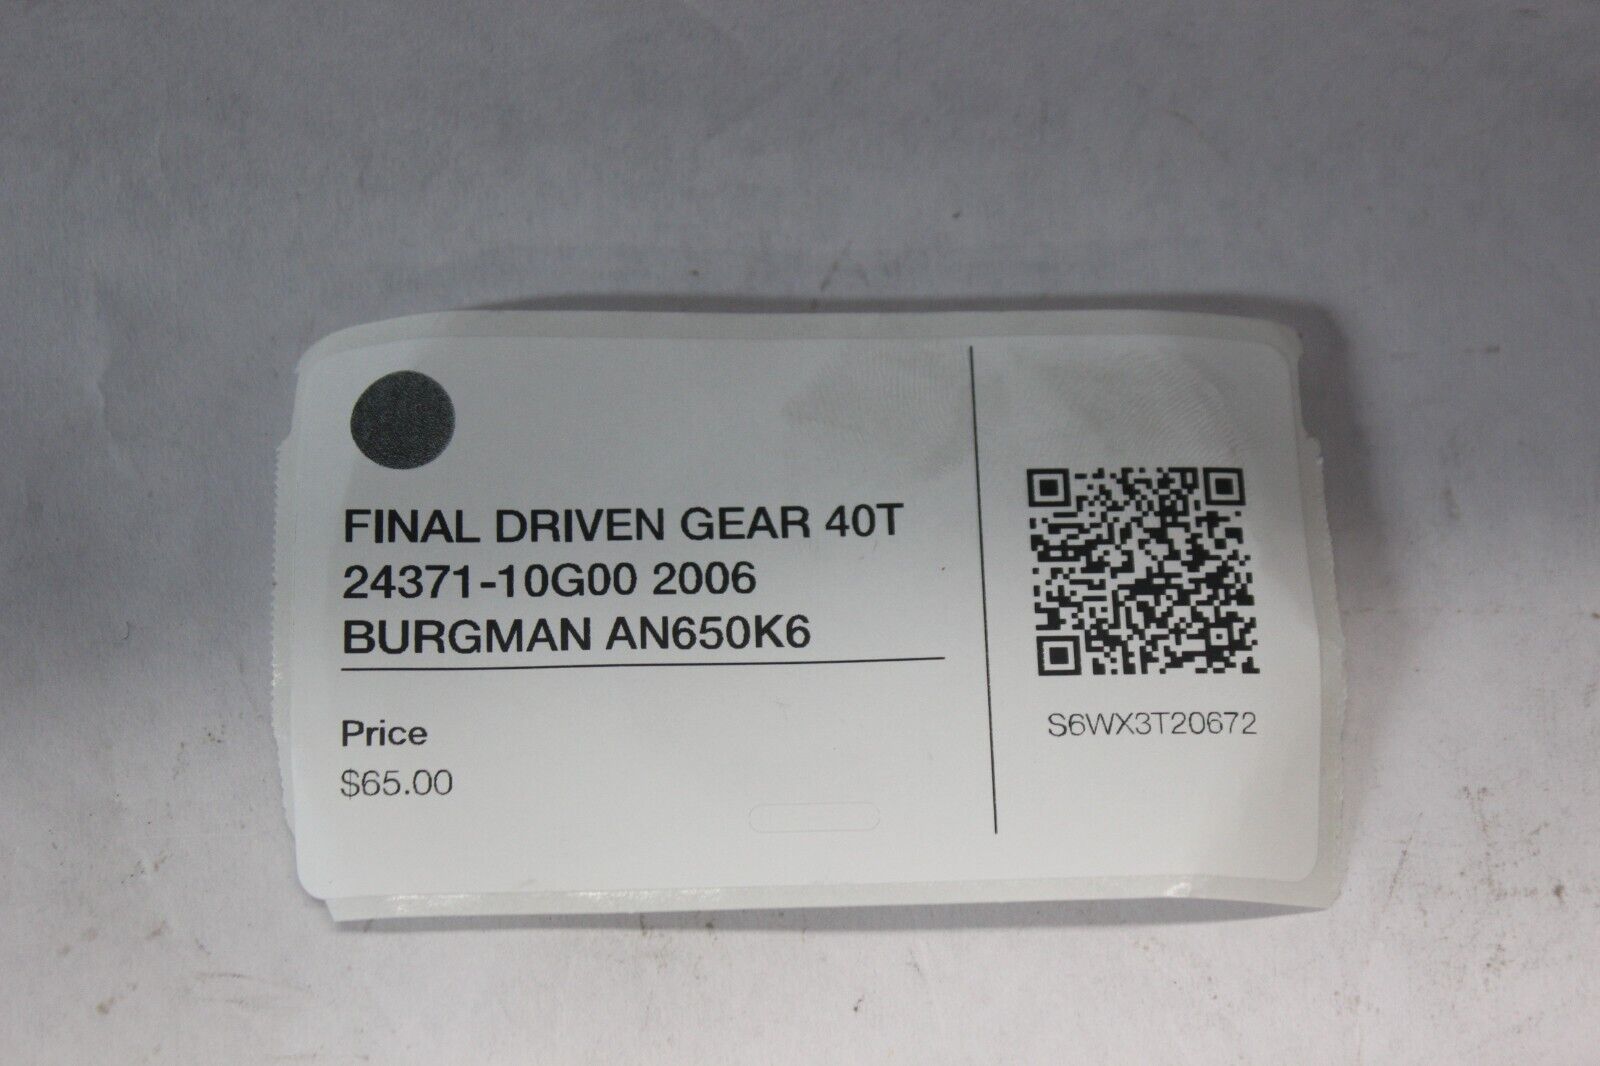 FINAL DRIVEN GEAR 40T
24371-10G00 2006
BURGMAN AN650K6
Price
$65.00
S6WX3T20672